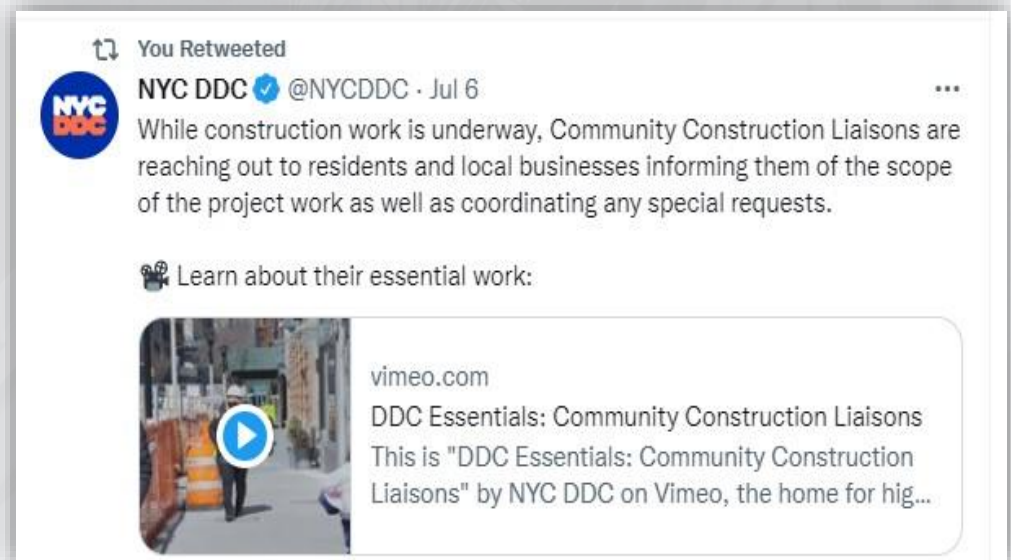 You Retweeted
NYC DDC @NYCDDC · Jul 6
NYC
DDC
While construction work is underway, Community Construction Liaisons are
reaching out to residents and local businesses informing them of the scope
of the project work as well as coordinating any special requests.
Learn about their essential work:
vimeo.com
DDC Essentials: Community Construction Liaisons
This is "DDC Essentials: Community Construction
Liaisons" by NYC DDC on Vimeo, the home for hig...